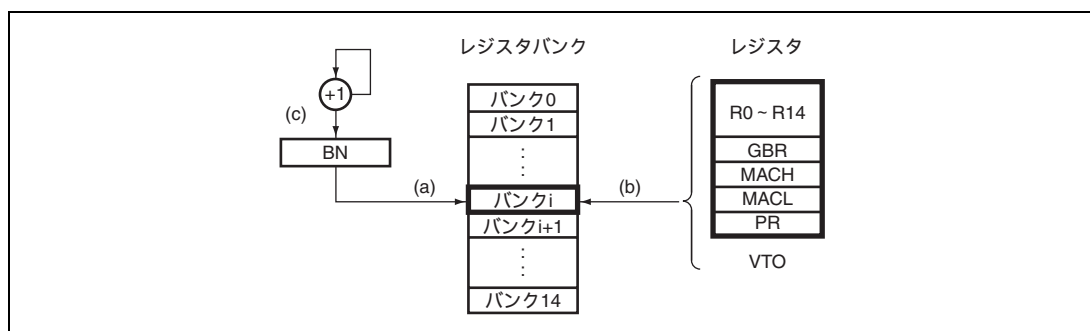 レジスタバンク
レジスタ
+1
(c)
BN
(a)
バンク0
バンク1
⋮
バンクi
バンクi+1
⋮
バンク14
(b)
R0 ~ R14
GBR
MACH
MACL
PR
VTO